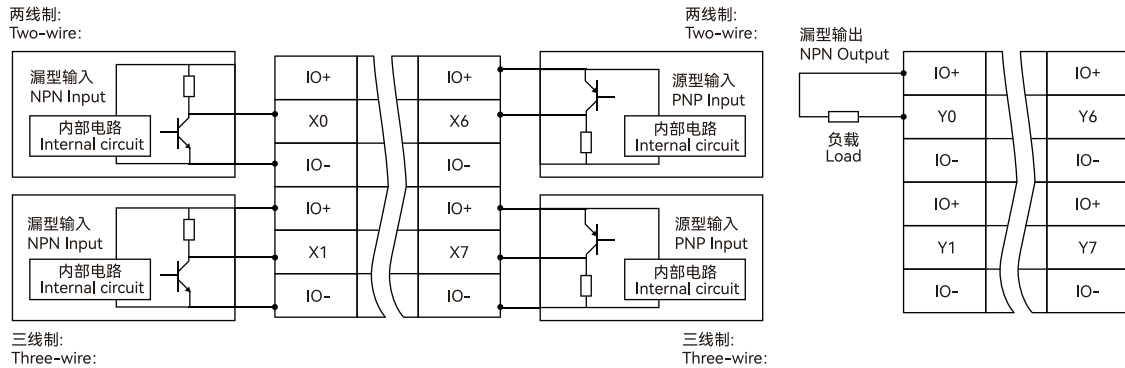 两线制:
Two-wire:
漏型输入
NPN Input
内部电路
Internal circuit
IO+
X0
IO-
IO+
X6
IO-
两线制:
Two-wire:
源型输入
PNP Input
内部电路
Internal circuit
漏型输入
NPN Input
内部电路
Internal circuit
三线制:
Three-wire:
IO+
X1
IO-
IO+
X7
IO-
源型输入
PNP Input
内部电路
Internal circuit
三线制:
Three-wire:
漏型输出
NPN Output
负载
Load
IO+
Y0
IO-
IO+
Y1
IO-
IO+
Y6
IO-
IO+
Y7
IO-